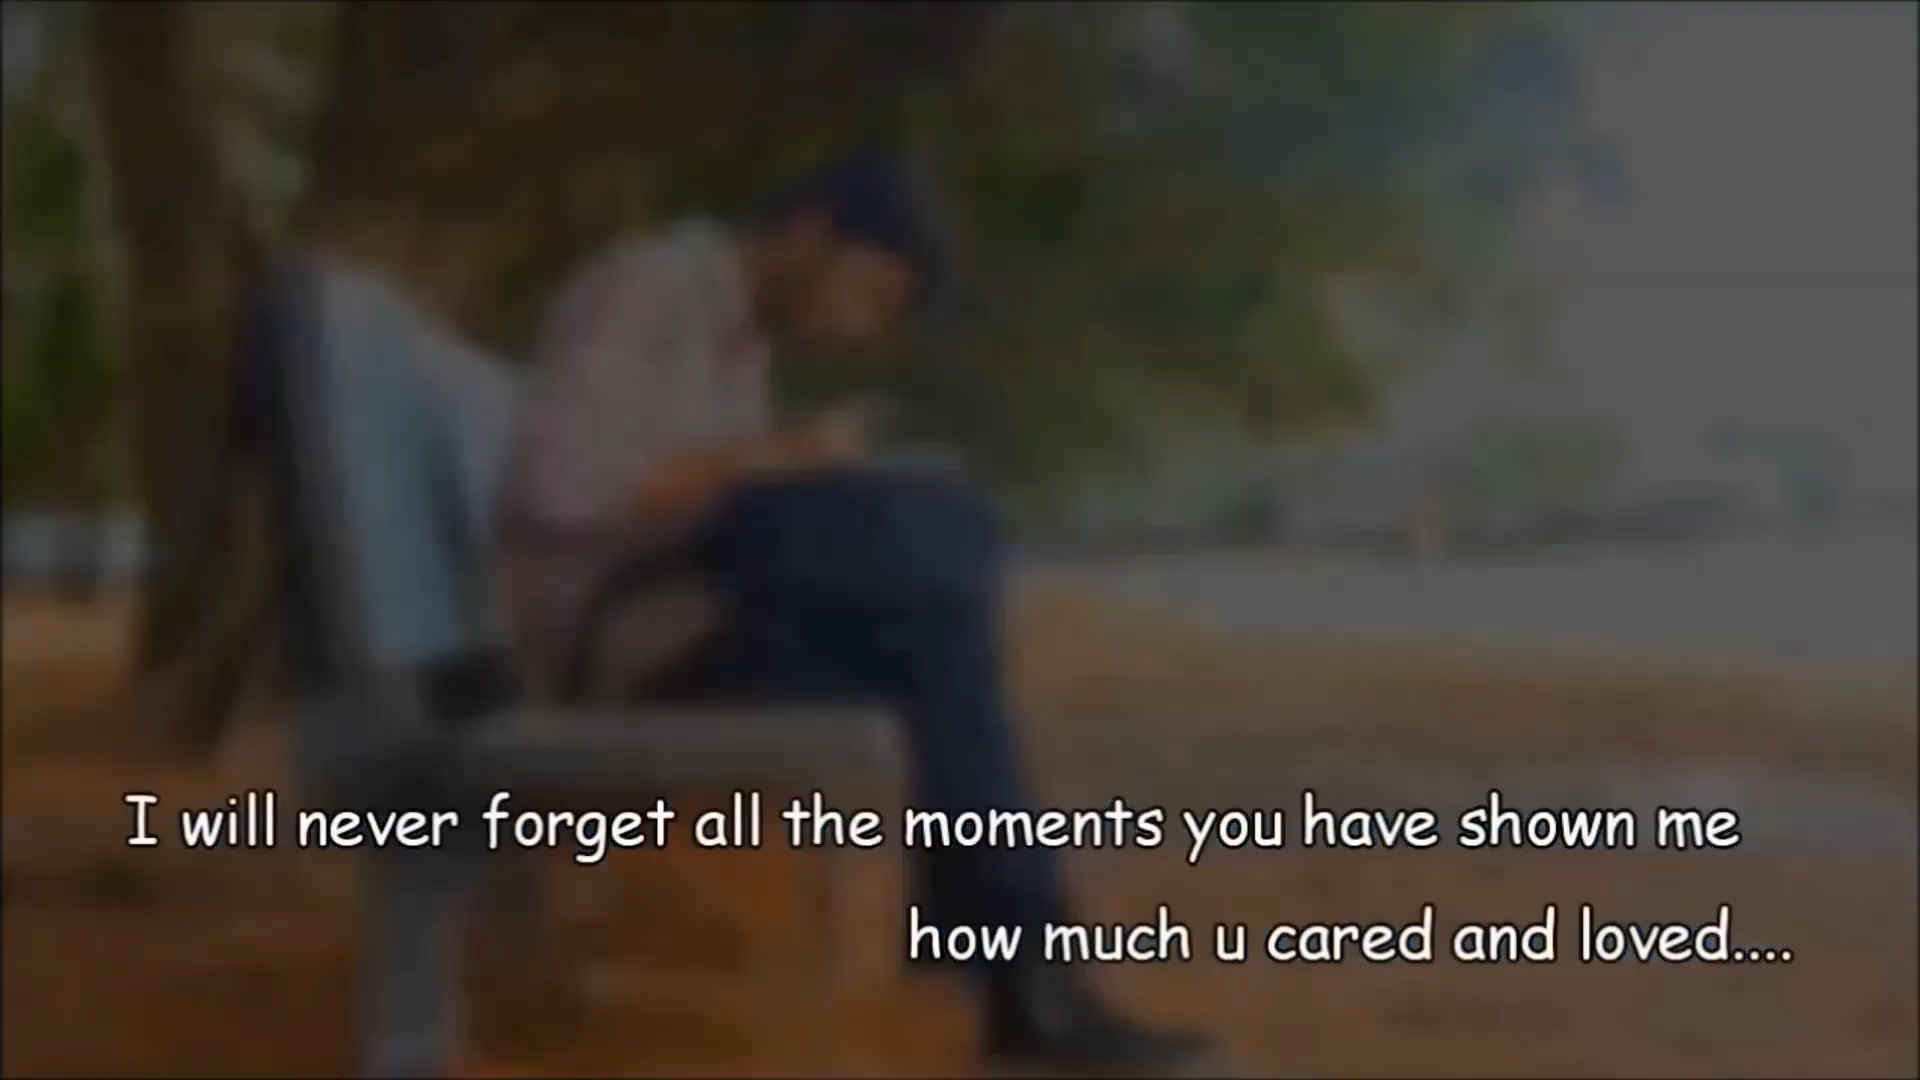 I will never forget all the moments you have shown me
how much u cared and loved....